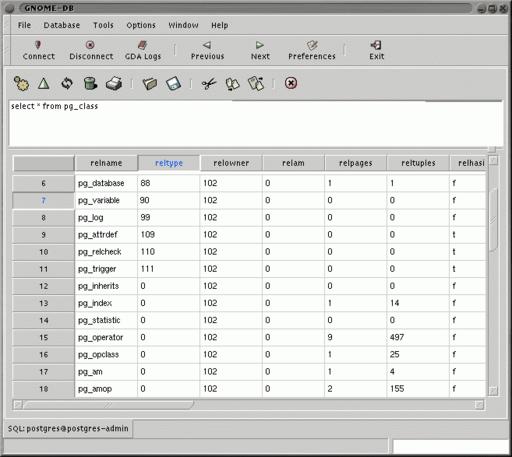 GNOME-DB
File Database Tools Options Window Help
Connect Disconnect GDA Logs Previous Next Preferences Exit
select * from pg_class
relname reltype relowner relam relpages reltuples relhasi
6 pg_database 88 102 0 1 1 f
7 pg_variable 90 102 0 0 0 f
8 pg_log 99 102 0 0 0 f
9 pg_attrdef 109 102 0 0 0 t
10 pg_relcheck 110 102 0 0 0 t
11 pg_trigger 111 102 0 0 0 t
12 pg_inherits 0 102 0 0 0 f
13 pg_index 0 102 0 1 14 f
14 pg_statistic 0 102 0 0 0 f
15 pg_operator 0 102 0 9 497 f
16 pg_opclass 0 102 0 1 25 f
17 pg_am 0 102 0 1 4 f
18 pg_amop 0 102 0 2 155 f
SQL: postgres@postgres-admin